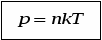 p = nkT